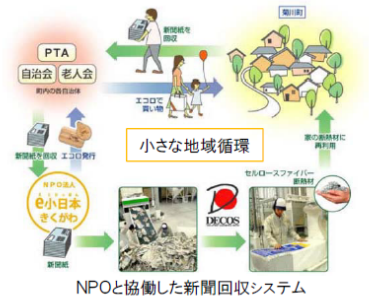 新聞紙を
回収
菊川町
PTA
自治会 老人会
町内の各自治体
エコロで
買い物
小さな地域循環
家の断熱材に
再利用
新聞紙を回収
エコロ発行
NPO法人
e小日本
きくがわ
DECOS
セルロースファイバー
断熱材
新聞紙
NPOと協働した新聞回収システム